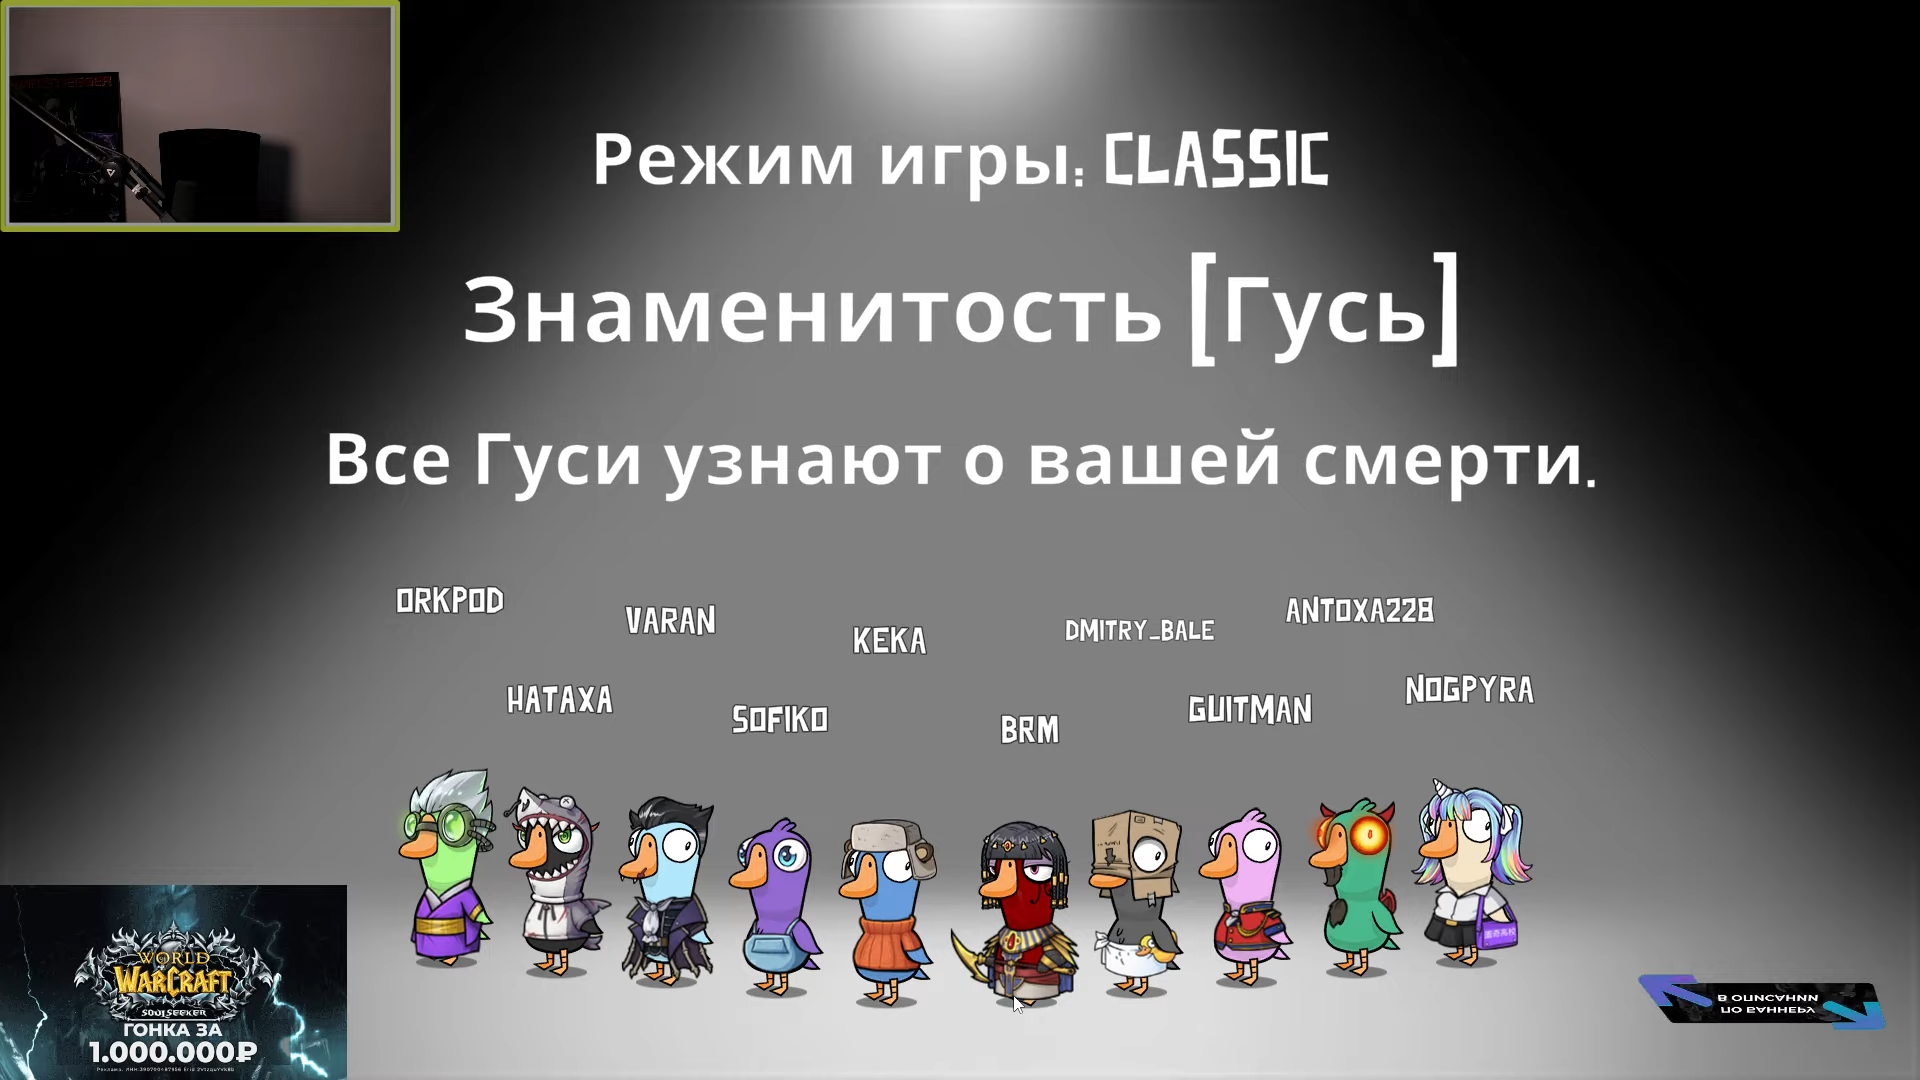 Режим игры: CLASSIC
Знаменитость [Гусь]
Все Гуси узнают о вашей смерти.
ORKPOD
VARAN
KEKA
DMITRY_BALE
ANTOXA228
HATAXA
SOFIKO
BRM
GUITMAN
NOGPYRA
WORLD
WARCRAFT
SOULSEEKER
ГОНКА ЗА
1.000.000₽